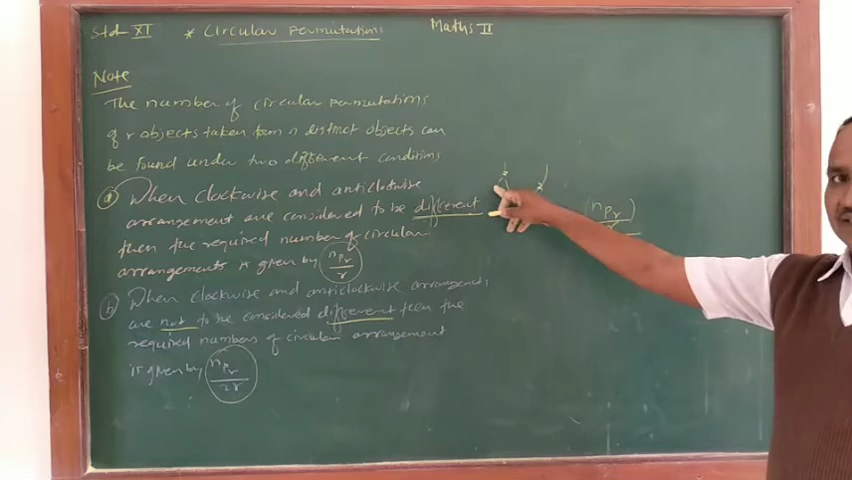 Std XI * Circular Permutations Maths II
Note
The number of circular permutations
of r objects taken from n distinct objects can
be found under two different conditions
(a) When clockwise and anticlockwise
arrangement are considered to be different
then the required number of circular
arrangements is given by nPr/r
(b) When clockwise and anticlockwise arrangement
are not to be considered different then the
required numbers of circular arrangement
is given by nPr/2r
(nPr)